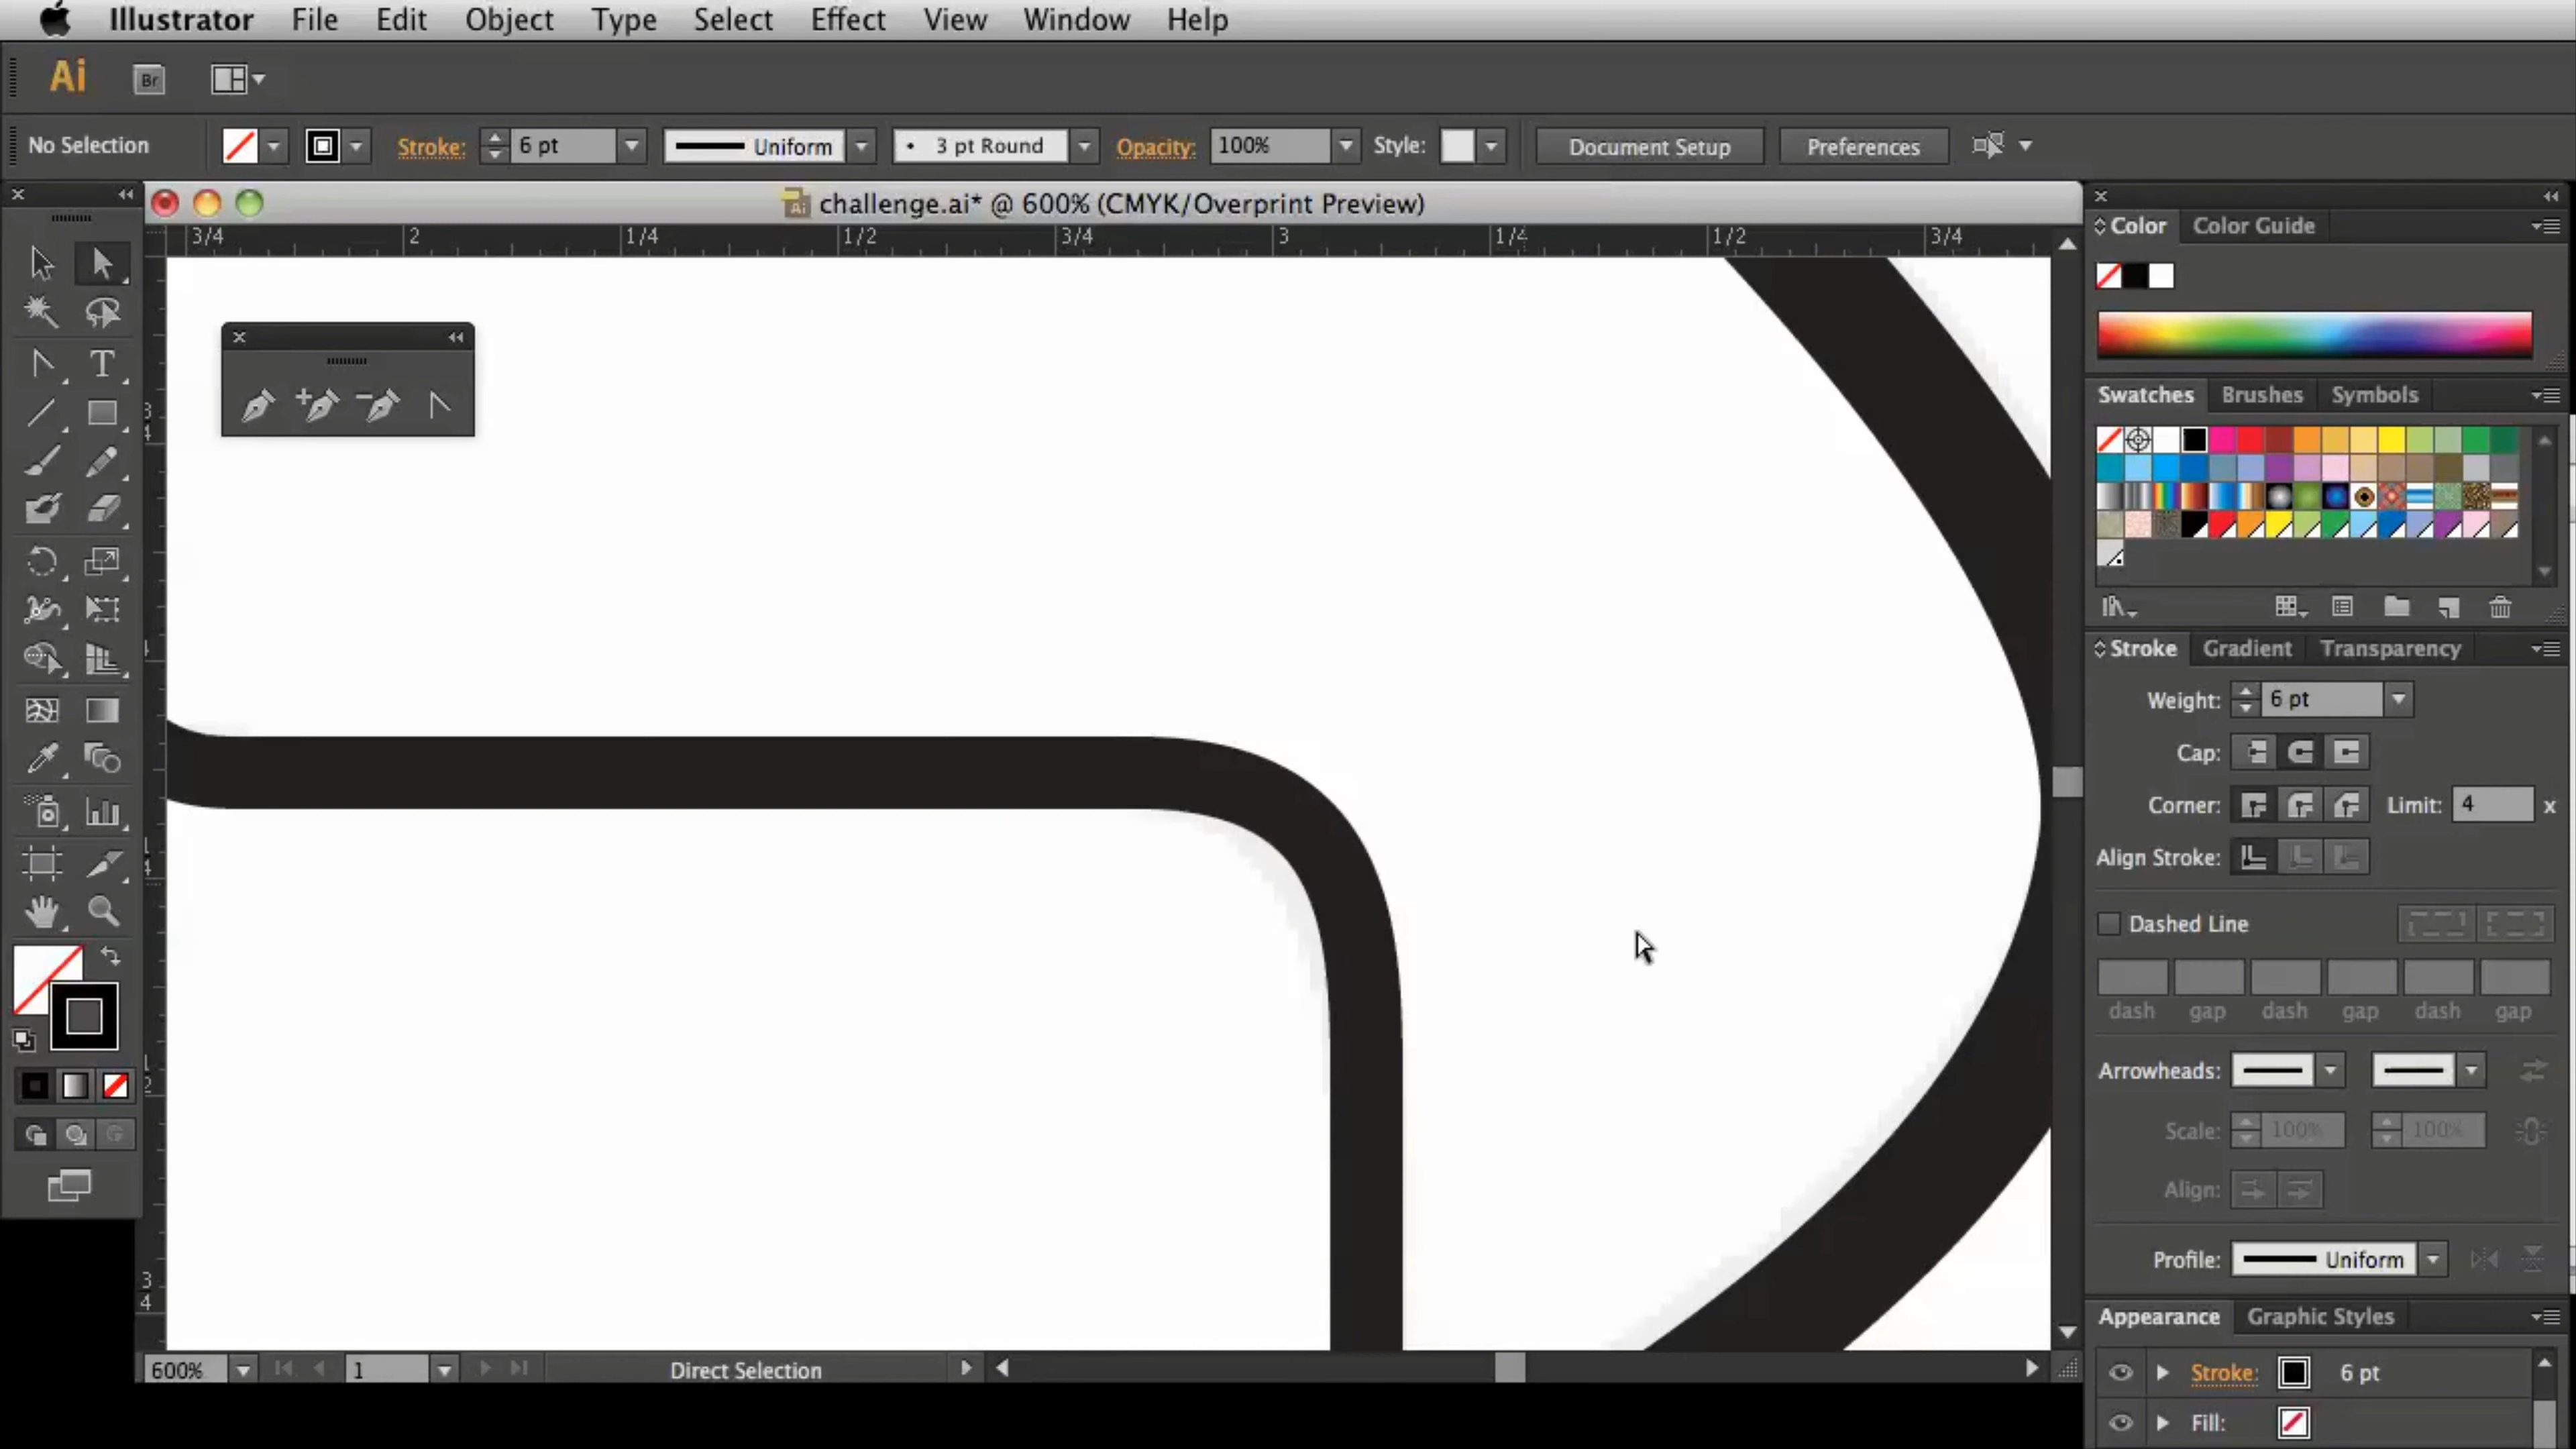 Illustrator File Edit Object Type Select Effect View Window Help
Ai Br
No Selection Stroke: 6 pt Uniform 3 pt Round Opacity: 100% Style: Document Setup Preferences
challenge.ai* @ 600% (CMYK/Overprint Preview)
3/4 2 1/4 1/2 3/4 3 1/4 1/2 3/4
Color Color Guide
T
Swatches Brushes Symbols
Stroke Gradient Transparency
Weight: 6 pt
Cap:
Corner: Limit: 4 x
Align Stroke:
Dashed Line
dash gap dash gap dash gap
Arrowheads:
Scale: 100% 100%
Align:
Profile: Uniform
Appearance Graphic Styles
600% 1 Direct Selection
Stroke: 6 pt
Fill: